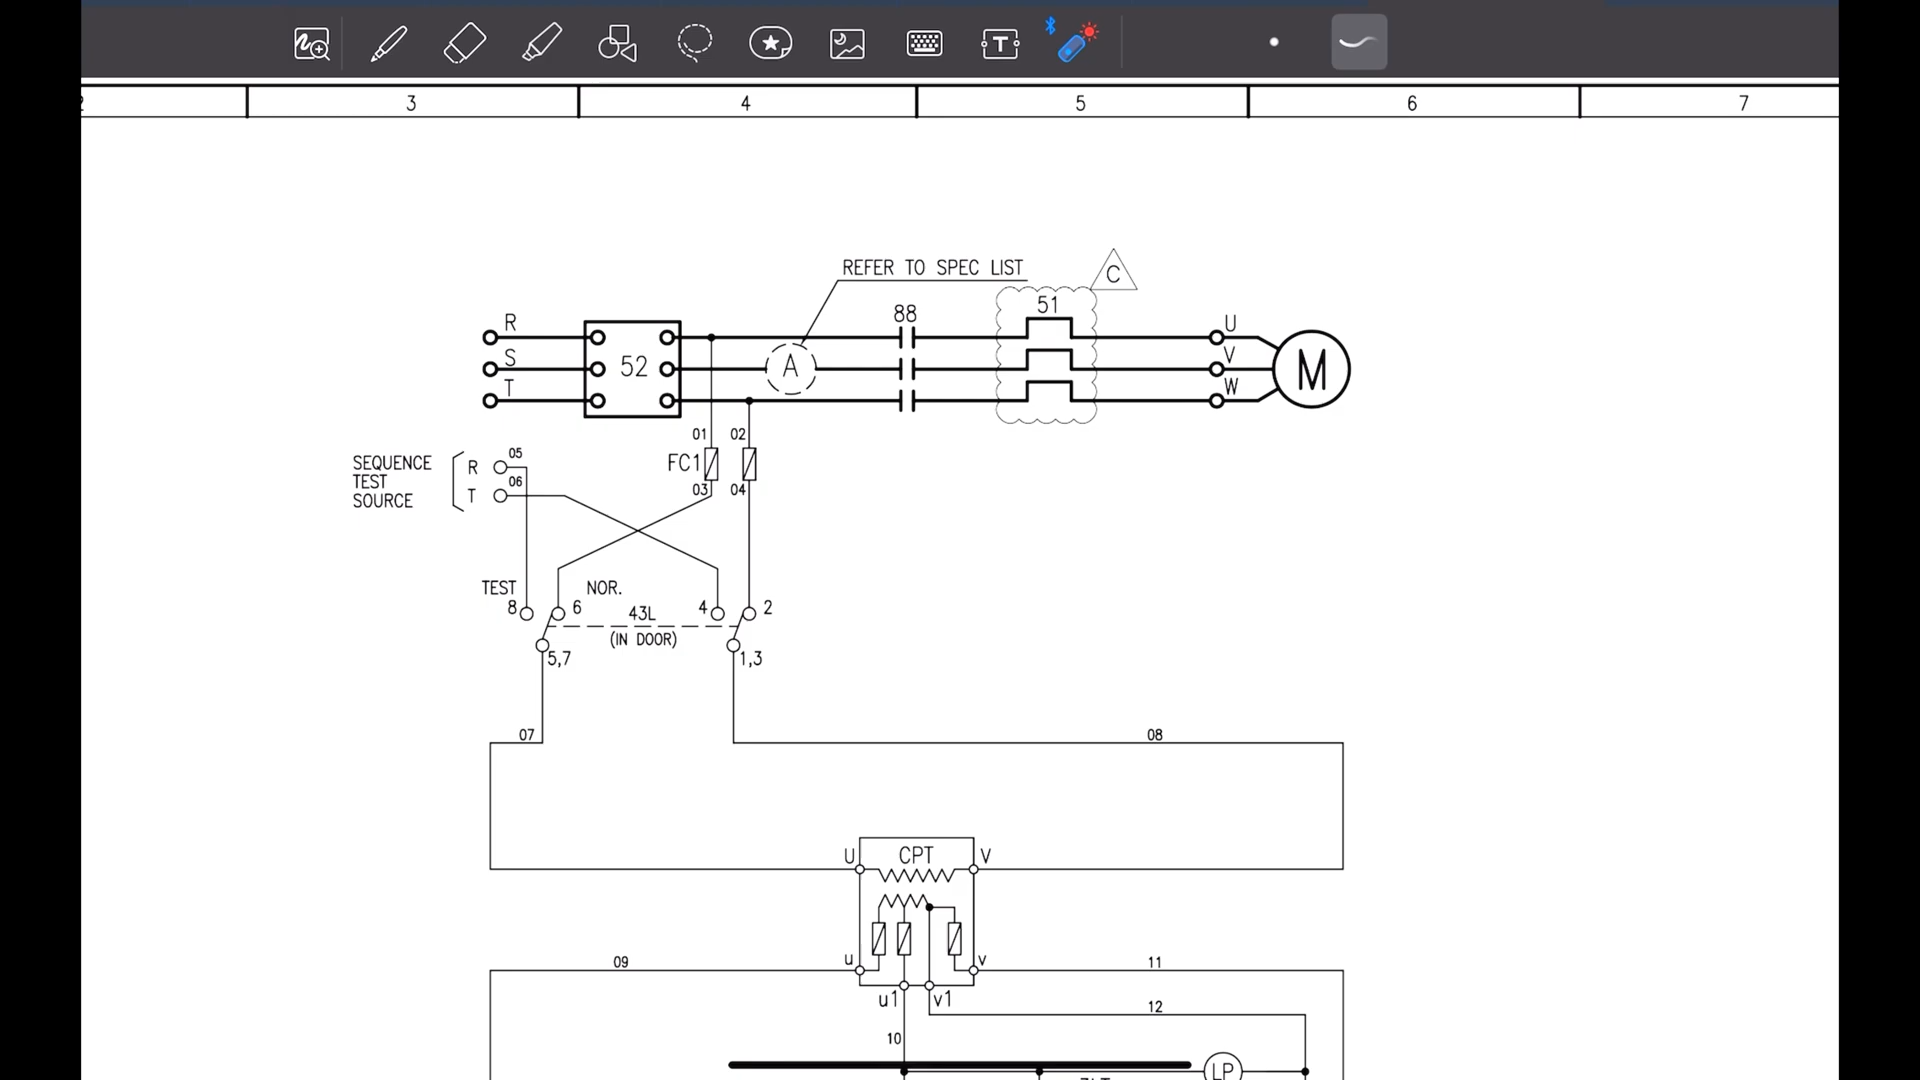 T
3 4 5 6 7
REFER TO SPEC LIST
C
88
51
R
U
S
52
A
V
M
T
W
01 02
SEQUENCE
TEST
SOURCE
R 05
T 06
FC1
03 04
TEST NOR.
8 6 43L 4 2
(IN DOOR)
5,7 1,3
07 08
U CPT V
u v
09 11
u1 v1
12
10
LP